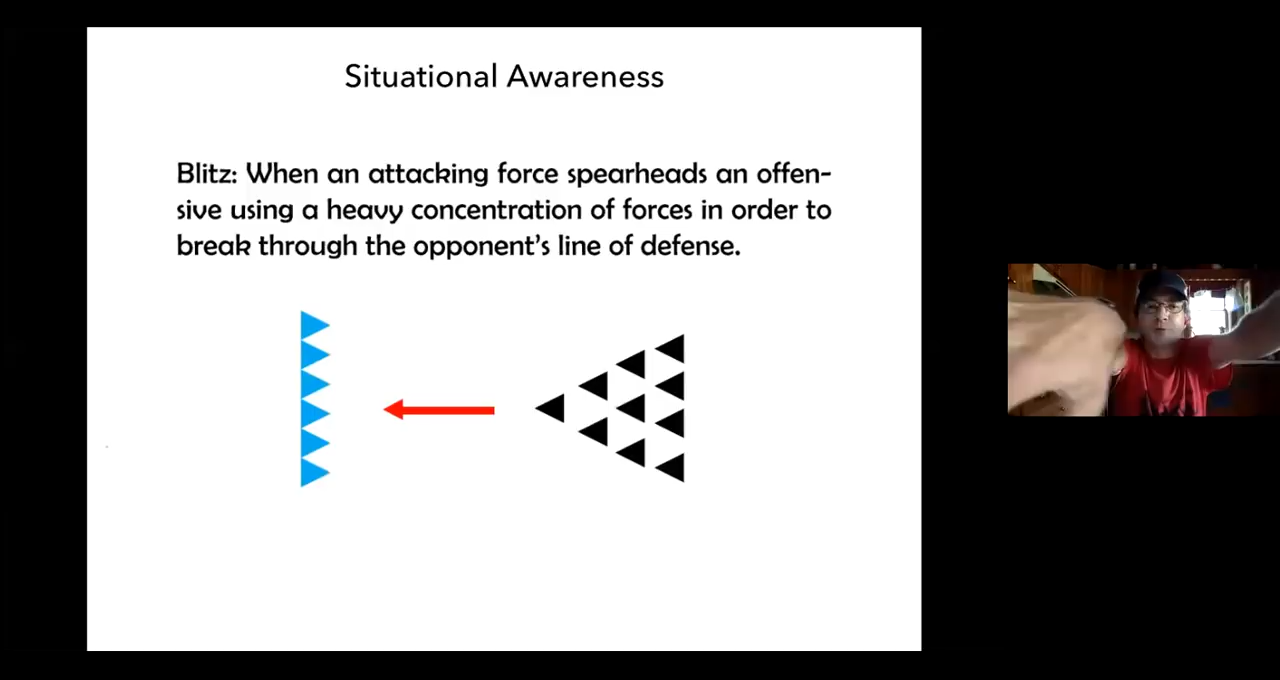 Situational Awareness
Blitz: When an attacking force spearheads an offen-
sive using a heavy concentration of forces in order to
break through the opponent's line of defense.